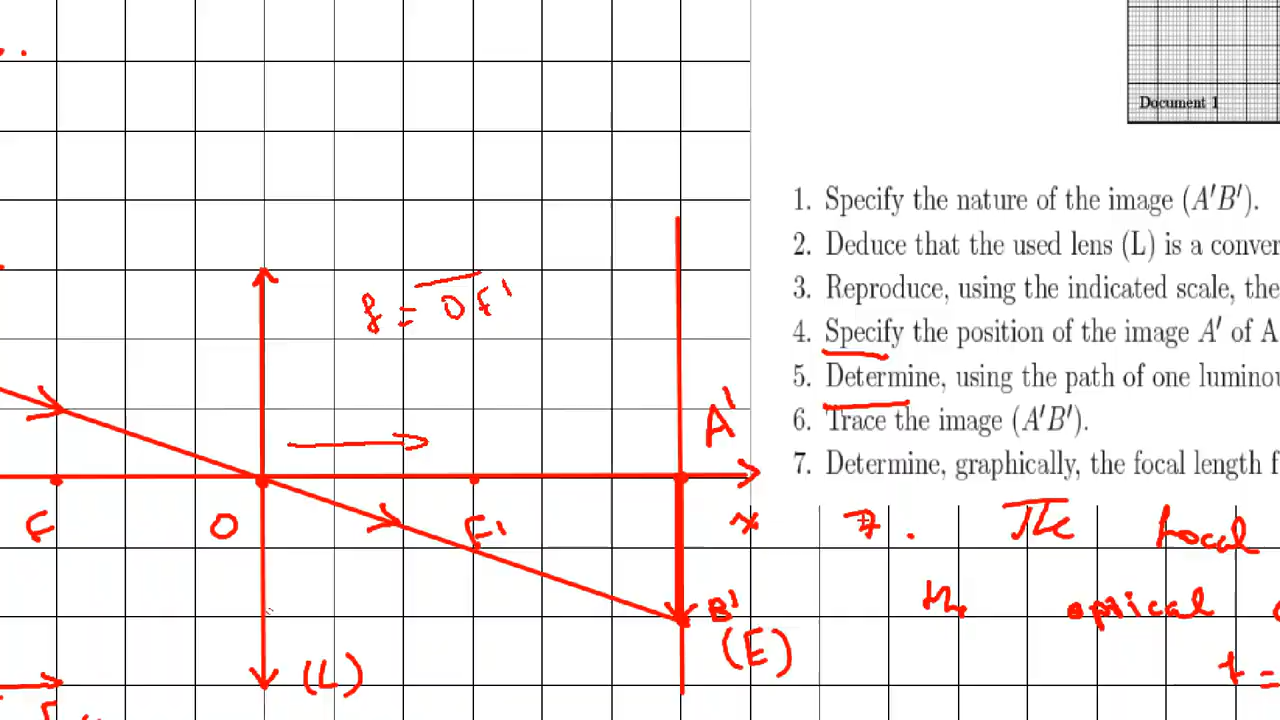 Document 1
1. Specify the nature of the image (A′B′).
2. Deduce that the used lens (L) is a
3. Reproduce, using the indicated scale, the
4. Specify the position of the image A′ of A
5. Determine, using the path of one
6. Trace the image (A′B′).
7. Determine, graphically, the focal length f
f = OF'
A'
F
O
F'
x
B'
(E)
(L)
7. The focal
the optical
f =